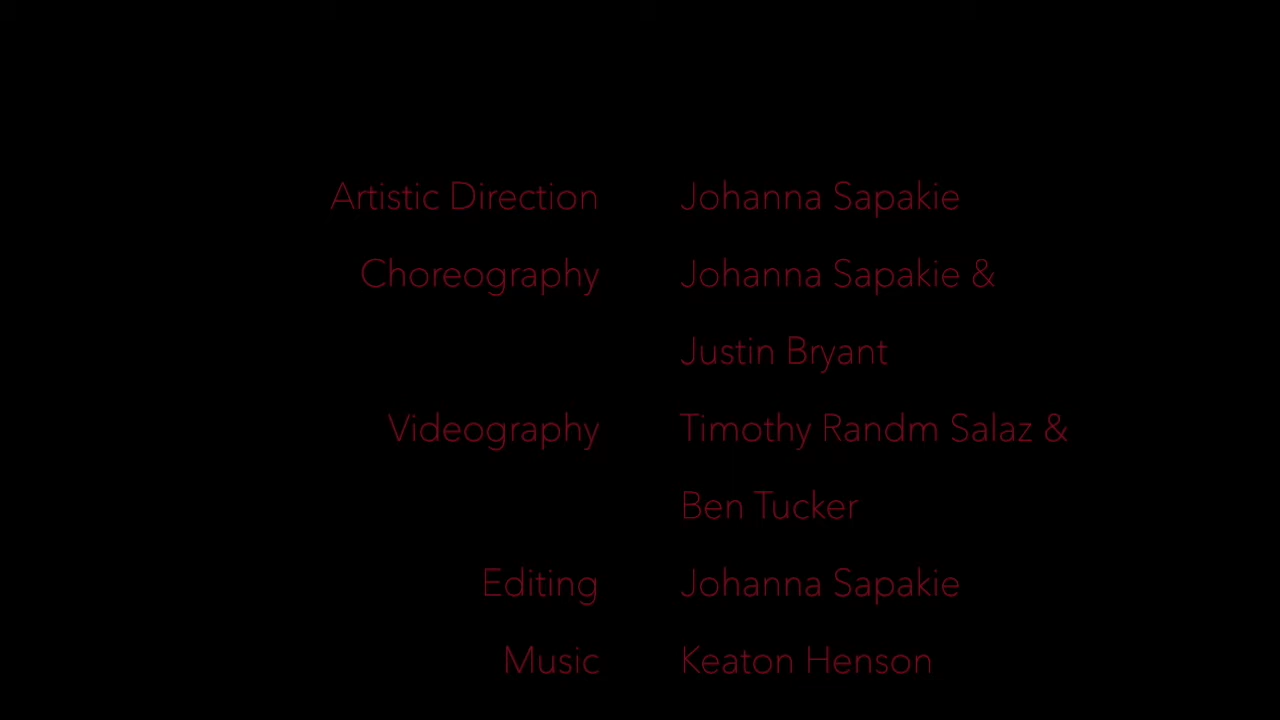 Artistic Direction Johanna Sapakie
Choreography Johanna Sapakie &
Justin Bryant
Videography Timothy Randm Salaz &
Ben Tucker
Editing Johanna Sapakie
Music Keaton Henson